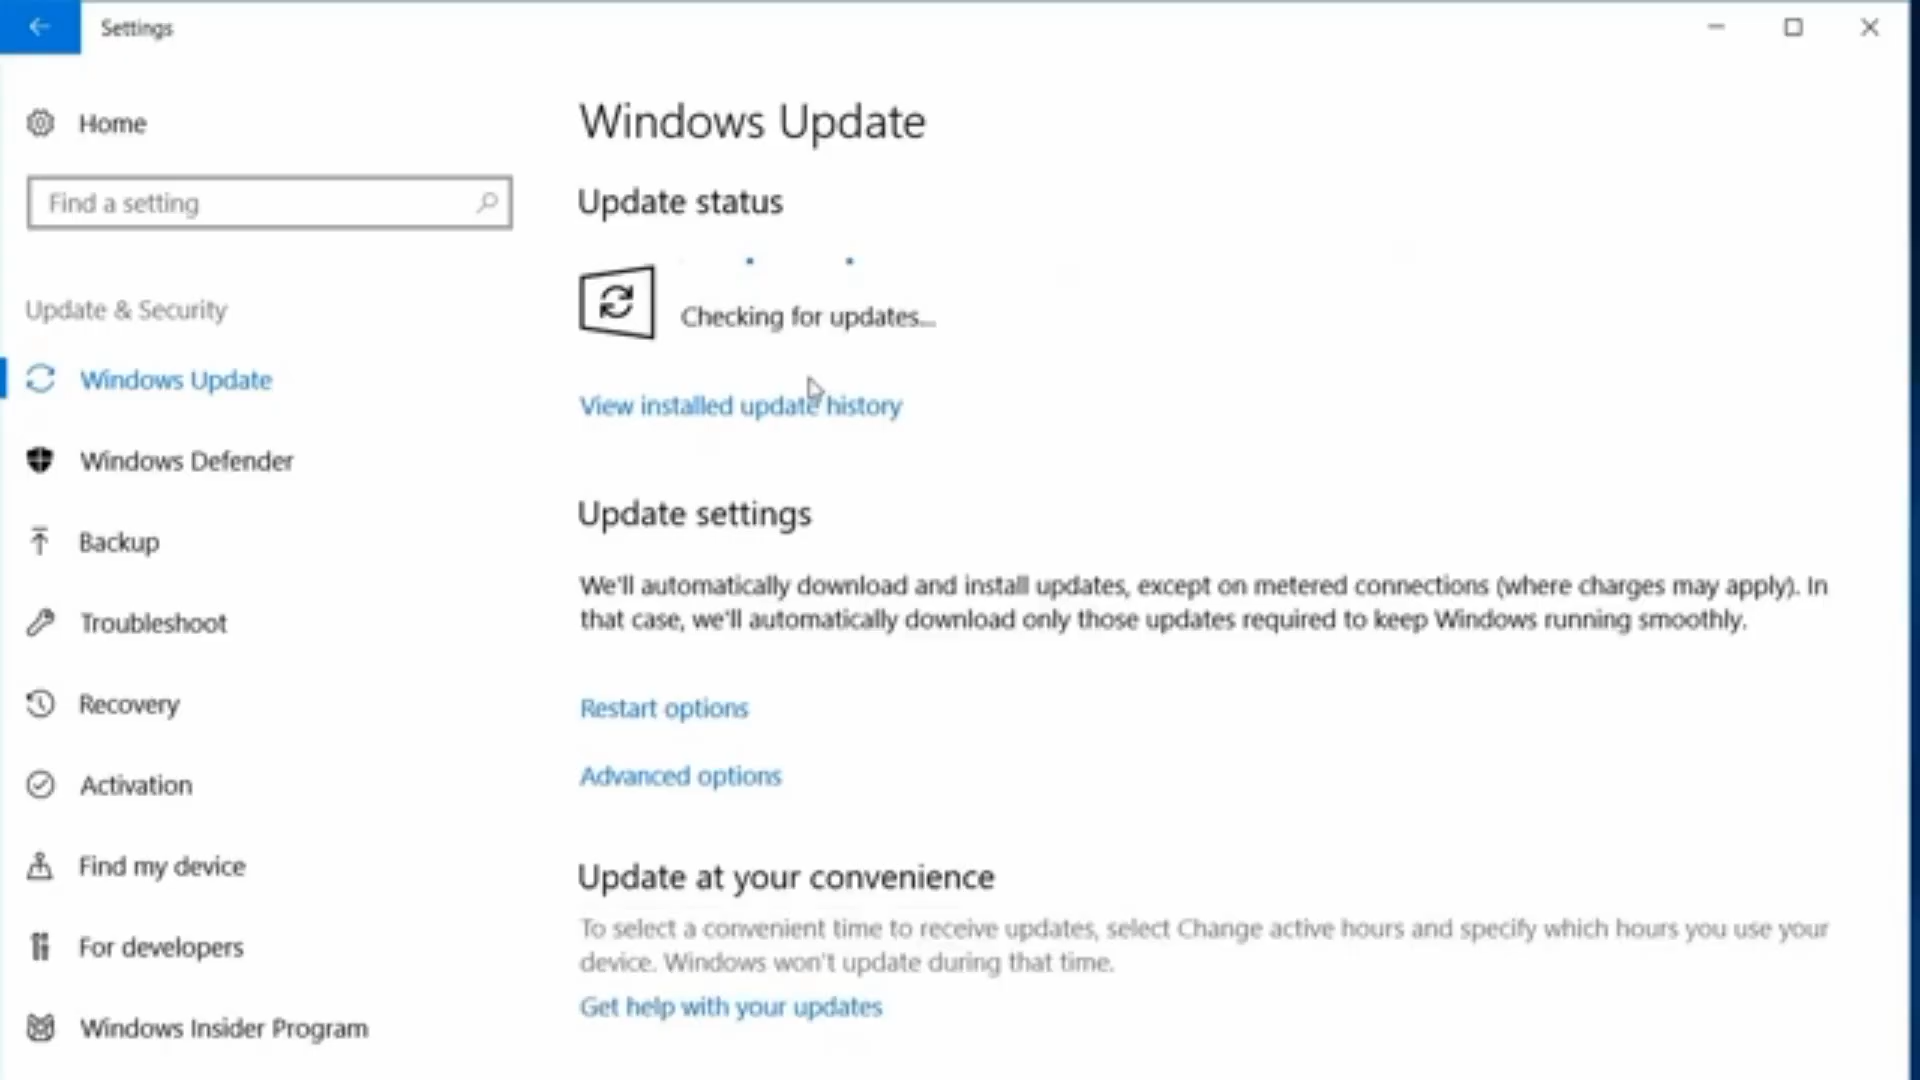 Settings
Home
Find a setting
Update & Security
Windows Update
Windows Defender
Backup
Troubleshoot
Recovery
Activation
Find my device
For developers
Windows Insider Program
Windows Update
Update status
Checking for updates...
View installed update history
Update settings
We'll automatically download and install updates, except on metered connections (where charges may apply). In
that case, we'll automatically download only those updates required to keep Windows running smoothly.
Restart options
Advanced options
Update at your convenience
To select a convenient time to receive updates, select Change active hours and specify which hours you use your
device. Windows won't update during that time.
Get help with your updates